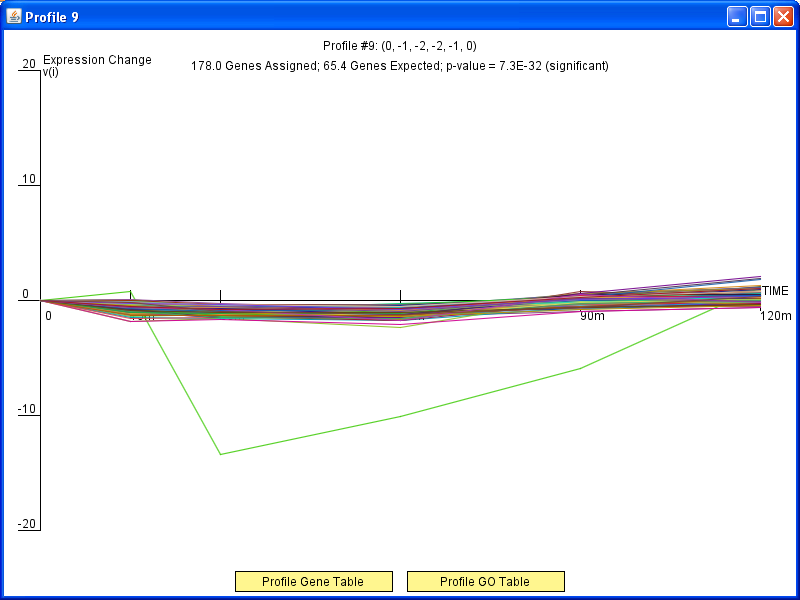 Profile 9
Profile #9: (0, -1, -2, -2, -1, 0)
178.0 Genes Assigned; 65.4 Genes Expected; p-value = 7.3E-32 (significant)
Expression Change
v(i)
20
10
0
TIME
0
90m
120m
-10
-20
Profile Gene Table
Profile GO Table